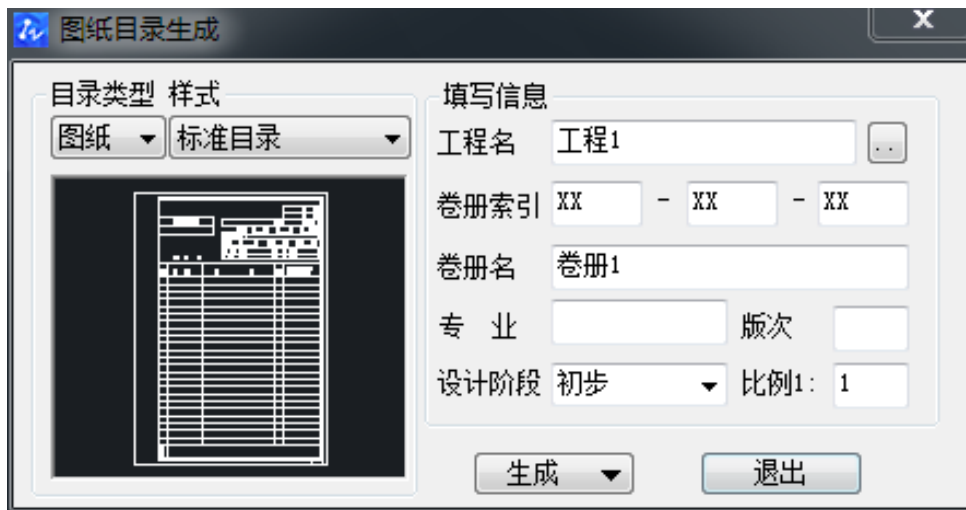 图纸目录生成
目录类型 样式
图纸 标准目录
填写信息
工程名 工程1 ..
卷册索引 XX - XX - XX
卷册名 卷册1
专 业 版次
设计阶段 初步 比例1: 1
生成 退出